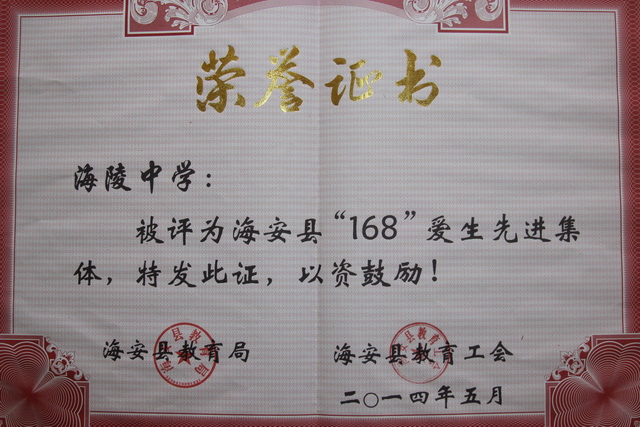 荣誉证书
海陵中学：
被评为海安县“168”爱生先进集
体，特发此证，以资鼓励！
海安县教育局 海安县教育工会
二○一四年五月